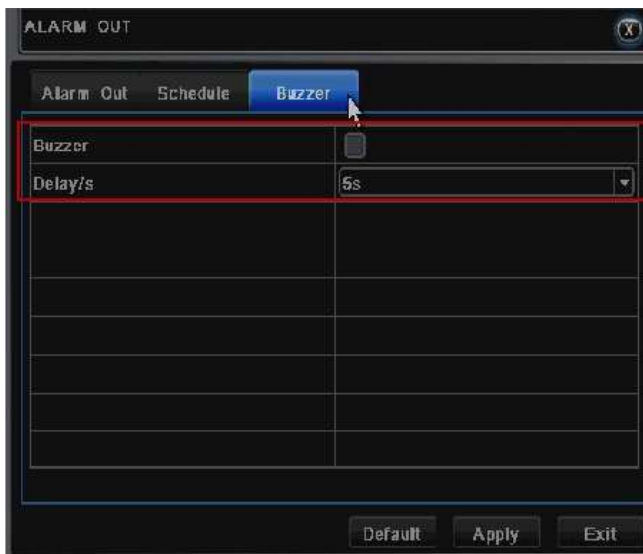 ALARM OUT
X
Alarm Out Schedule Buzzer
Buzzer
Delay/s 5s
Default Apply Exit